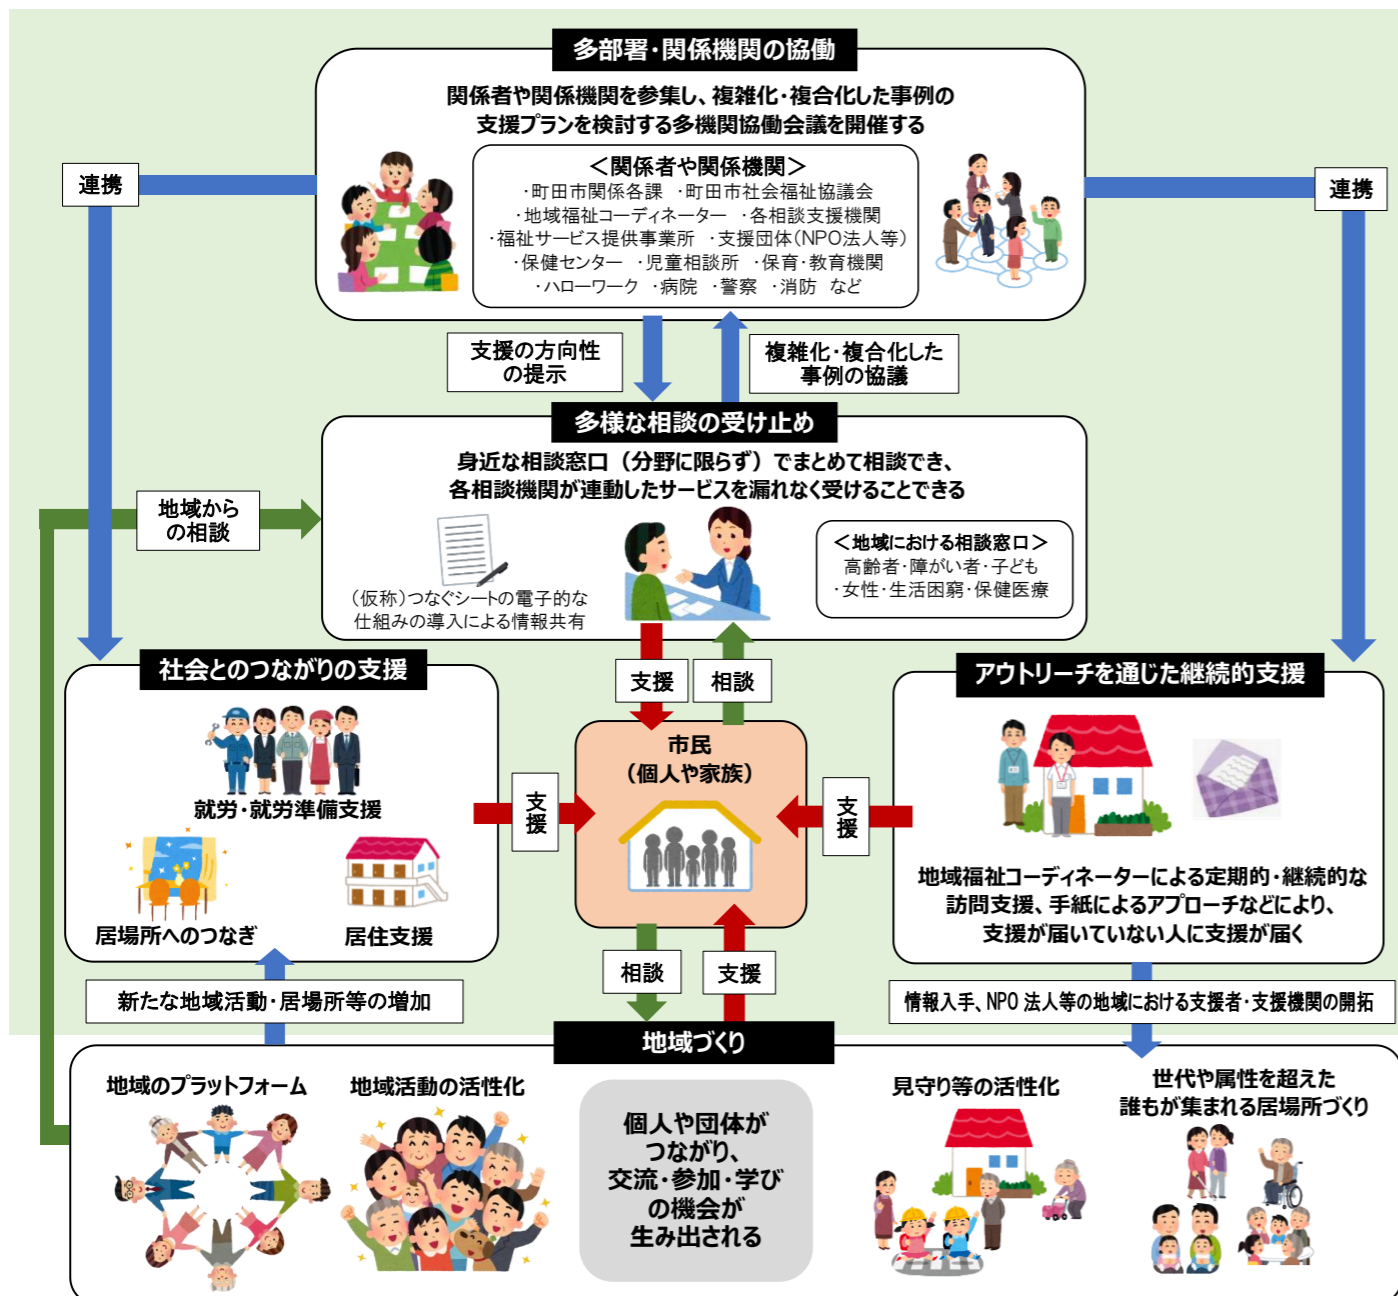 多部署・関係機関の協働
関係者や関係機関を参集し、複雑化・複合化した事例の
支援プランを検討する多機関協働会議を開催する
＜関係者や関係機関＞
・町田市関係各課　・町田市社会福祉協議会
・地域福祉コーディネーター　・各相談支援機関
・福祉サービス提供事業所　・支援団体（NPO法人等）
・保健センター　・児童相談所　・保育・教育機関
・ハローワーク　・病院　・警察　・消防　など
連携
連携
支援の方向性
の提示
複雑化・複合化した
事例の協議
多様な相談の受け止め
身近な相談窓口（分野に限らず）でまとめて相談でき、
各相談機関が連動したサービスを漏れなく受けることできる
地域から
の相談
（仮称）つなぐシートの電子的な
仕組みの導入による情報共有
＜地域における相談窓口＞
高齢者・障がい者・子ども
・女性・生活困窮・保健医療
支援
相談
社会とのつながりの支援
就労・就労準備支援
居場所へのつなぎ
居住支援
支援
市民
（個人や家族）
支援
アウトリーチを通じた継続的支援
地域福祉コーディネーターによる定期的・継続的な
訪問支援、手紙によるアプローチなどにより、
支援が届いていない人に支援が届く
相談
支援
新たな地域活動・居場所等の増加
情報入手、NPO 法人等の地域における支援者・支援機関の開拓
地域づくり
地域のプラットフォーム
地域活動の活性化
個人や団体が
つながり、
交流・参加・学び
の機会が
生み出される
見守り等の活性化
世代や属性を超えた
誰もが集まれる居場所づくり